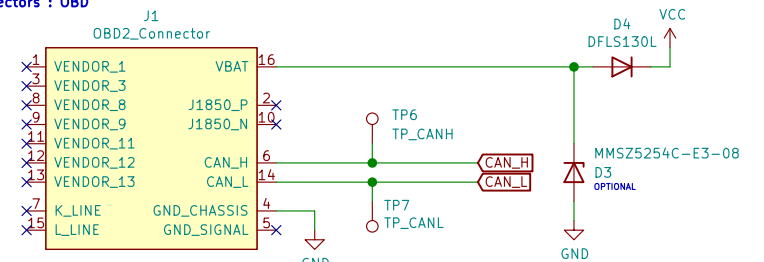 ectors : OBD
J1
OBD2_Connector
1 VENDOR_1 VBAT 16
3 VENDOR_3
8 VENDOR_8 J1850_P 2
9 VENDOR_9 J1850_N 10
11 VENDOR_11
12 VENDOR_12 CAN_H 6
13 VENDOR_13 CAN_L 14
7 K_LINE GND_CHASSIS 4
15 L_LINE GND_SIGNAL 5
TP6
TP_CANH
CAN_H
CAN_L
TP7
TP_CANL
GND
VCC
D4
DFLS130L
MMSZ5254C-E3-08
D3
OPTIONAL
GND